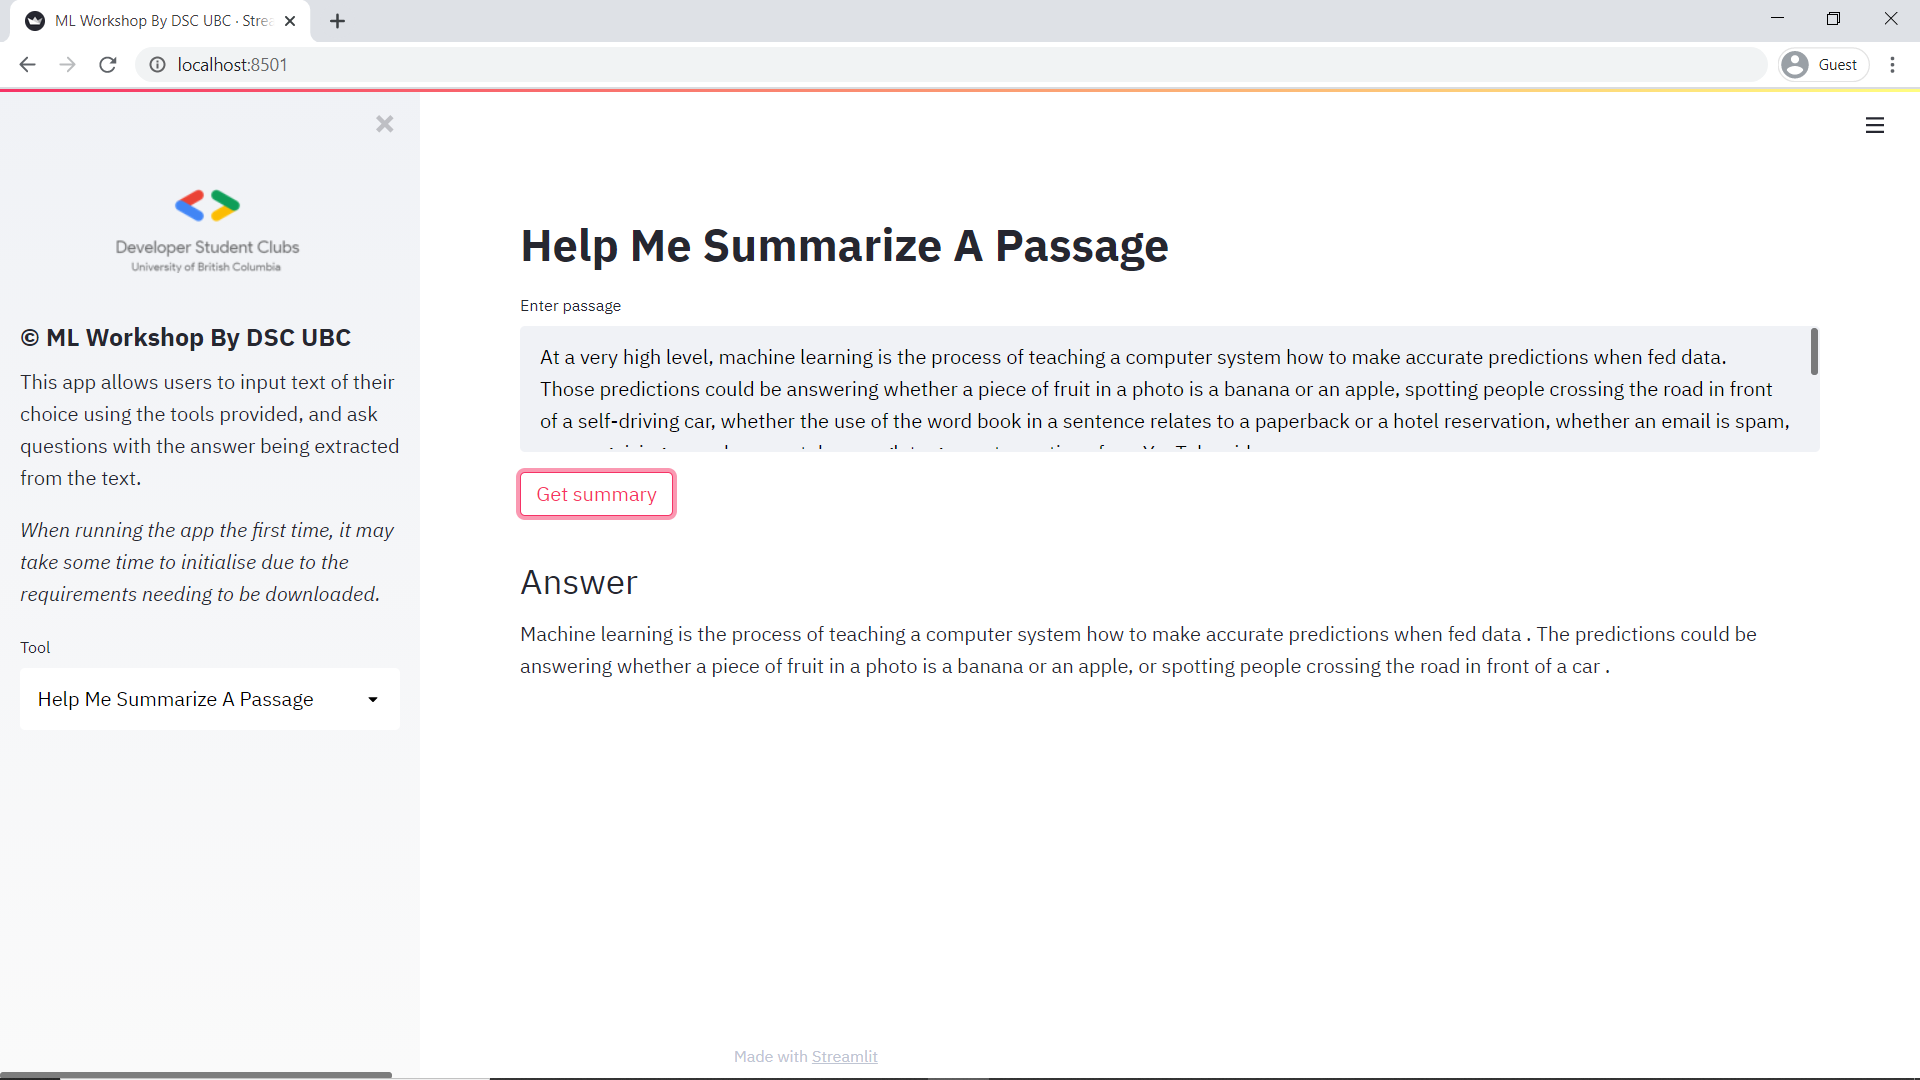 ML Workshop By DSC UBC · Strea
localhost:8501
Guest
Developer Student Clubs
University of British Columbia
© ML Workshop By DSC UBC
This app allows users to input text of their
choice using the tools provided, and ask
questions with the answer being extracted
from the text.
When running the app the first time, it may
take some time to initialise due to the
requirements needing to be downloaded.
Tool
Help Me Summarize A Passage
Help Me Summarize A Passage
Enter passage
At a very high level, machine learning is the process of teaching a computer system how to make accurate predictions when fed data.
Those predictions could be answering whether a piece of fruit in a photo is a banana or an apple, spotting people crossing the road in front
of a self-driving car, whether the use of the word book in a sentence relates to a paperback or a hotel reservation, whether an email is spam,
Get summary
Answer
Machine learning is the process of teaching a computer system how to make accurate predictions when fed data . The predictions could be
answering whether a piece of fruit in a photo is a banana or an apple, or spotting people crossing the road in front of a car .
Made with Streamlit